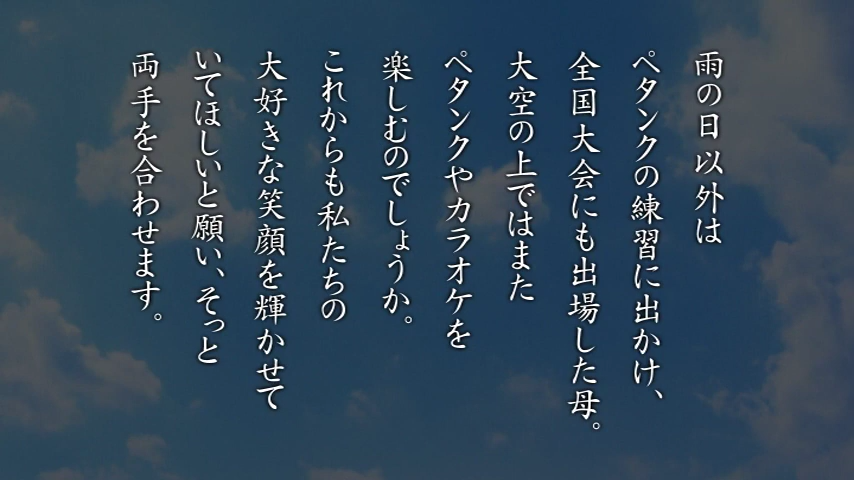 雨の日以外は
ペタンクの練習に出かけ、
全国大会にも出場した母。
大空の上ではまた
ペタンクやカラオケを
楽しむのでしょうか。
これからも私たちの
大好きな笑顔を輝かせて
いてほしいと願い、そっと
両手を合わせます。